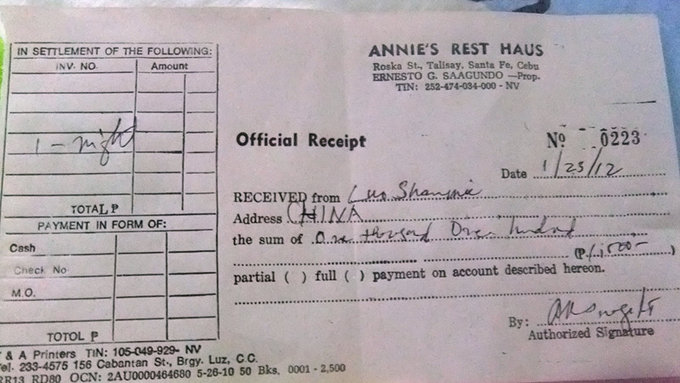 IN SETTLEMENT OF THE FOLLOWING:
INV. NO. Amount
1 - night
TOTAL P
PAYMENT IN FORM OF:
Cash
Check No
M.O.
TOTOL P
& A Printers TIN: 105-049-929- NV
Tel. 233-4576 156 Cabantan St., Brgy. Luz, C.C.
RR13 RD80 OCN: 2AU0000464680 5-26-10 50 Bks. 0001 - 2,500
ANNIE'S REST HAUS
Roska St., Talisay, Santa Fe, Cebu
ERNESTO G. SAAGUNDO —Prop.
TIN: 252-474-034-000 - NV
Official Receipt
Nº 0223
Date 1/25/12
RECEIVED from Luo
Address CHINA
the sum of One thousand hundred
(P 1,500-)
partial ( ) full ( ) payment on account described hereon.
By:
Authorized Signature